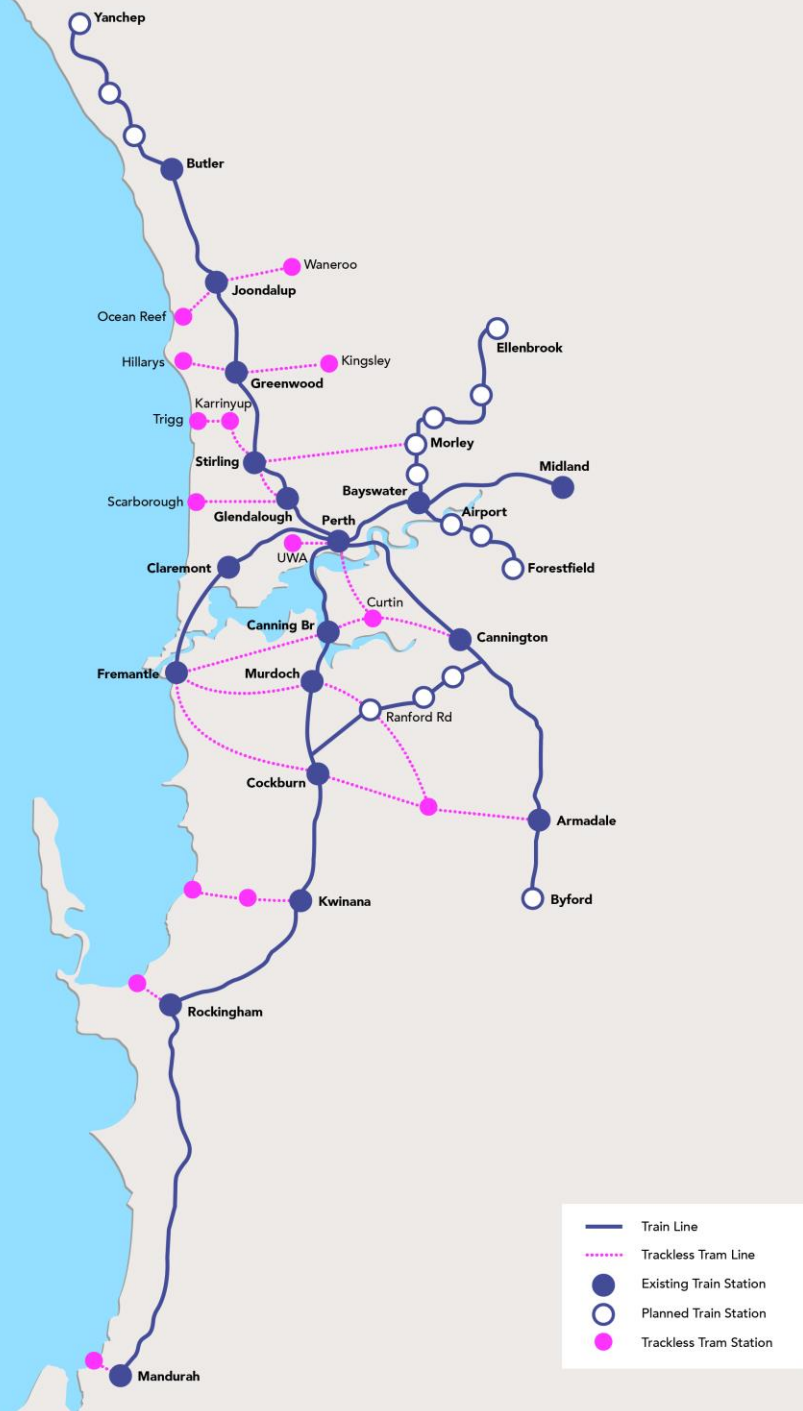 Yanchep
Butler
Waneroo
Joondalup
Ocean Reef
Ellenbrook
Hillarys
Kingsley
Greenwood
Karrinyup
Trigg
Morley
Stirling
Midland
Bayswater
Scarborough
Airport
Glendalough
Perth
UWA
Claremont
Forestfield
Curtin
Canning Br
Cannington
Fremantle
Murdoch
Ranford Rd
Cockburn
Armadale
Kwinana
Byford
Rockingham
Train Line
Trackless Tram Line
Existing Train Station
Planned Train Station
Trackless Tram Station
Mandurah